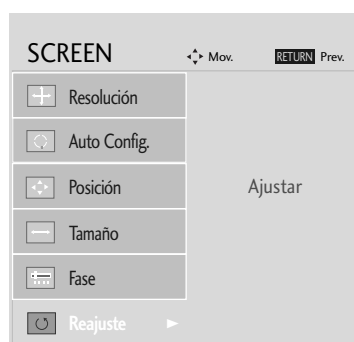 SCREEN Mov. RETURN Prev.
Resolución
Auto Config.
Posición Ajustar
Tamaño
Fase
Reajuste